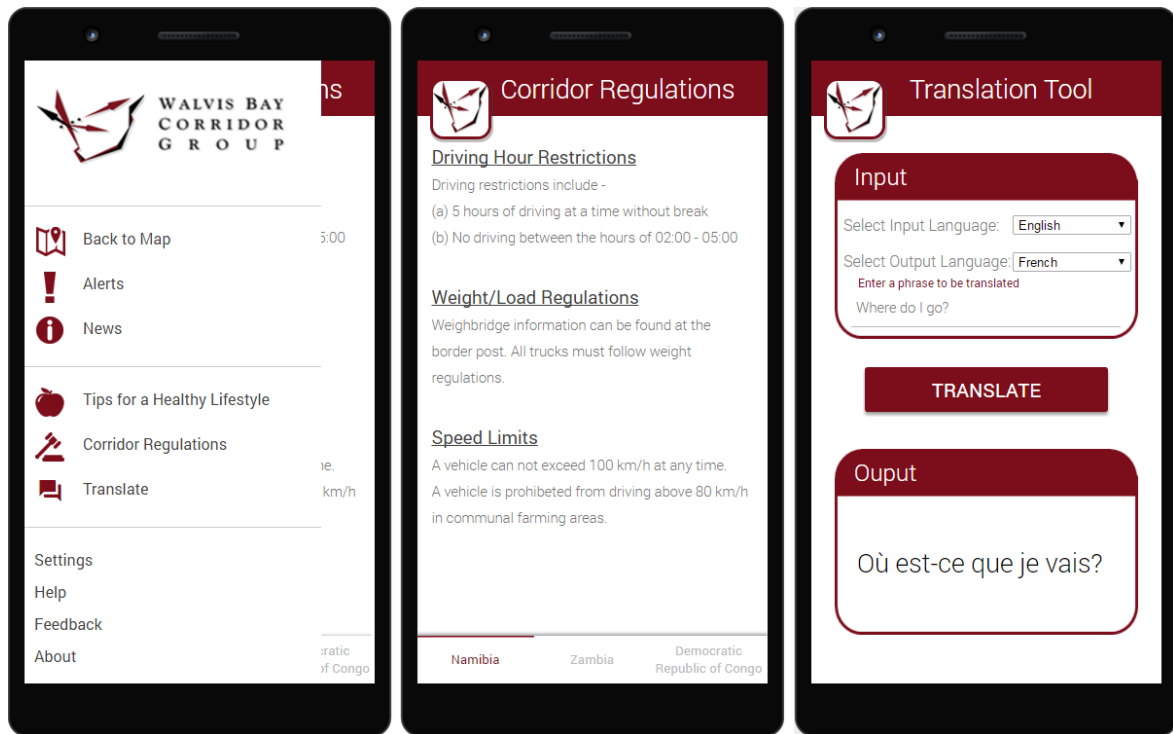 WALVIS BAY
CORRIDOR
GROUP
ns
Back to Map
5:00
Alerts
News
Tips for a Healthy Lifestyle
Corridor Regulations
ne.
Translate
km/h
Settings
Help
Feedback
About
cratic
of Congo
Corridor Regulations
Driving Hour Restrictions
Driving restrictions include -
(a) 5 hours of driving at a time without break
(b) No driving between the hours of 02:00 - 05:00
Weight/Load Regulations
Weighbridge information can be found at the
border post. All trucks must follow weight
regulations.
Speed Limits
A vehicle can not exceed 100 km/h at any time.
A vehicle is prohibeted from driving above 80 km/h
in communal farming areas.
Namibia
Zambia
Democratic
Republic of Congo
Translation Tool
Input
Select Input Language: English
Select Output Language: French
Enter a phrase to be translated
Where do I go?
TRANSLATE
Ouput
Où est-ce que je vais?